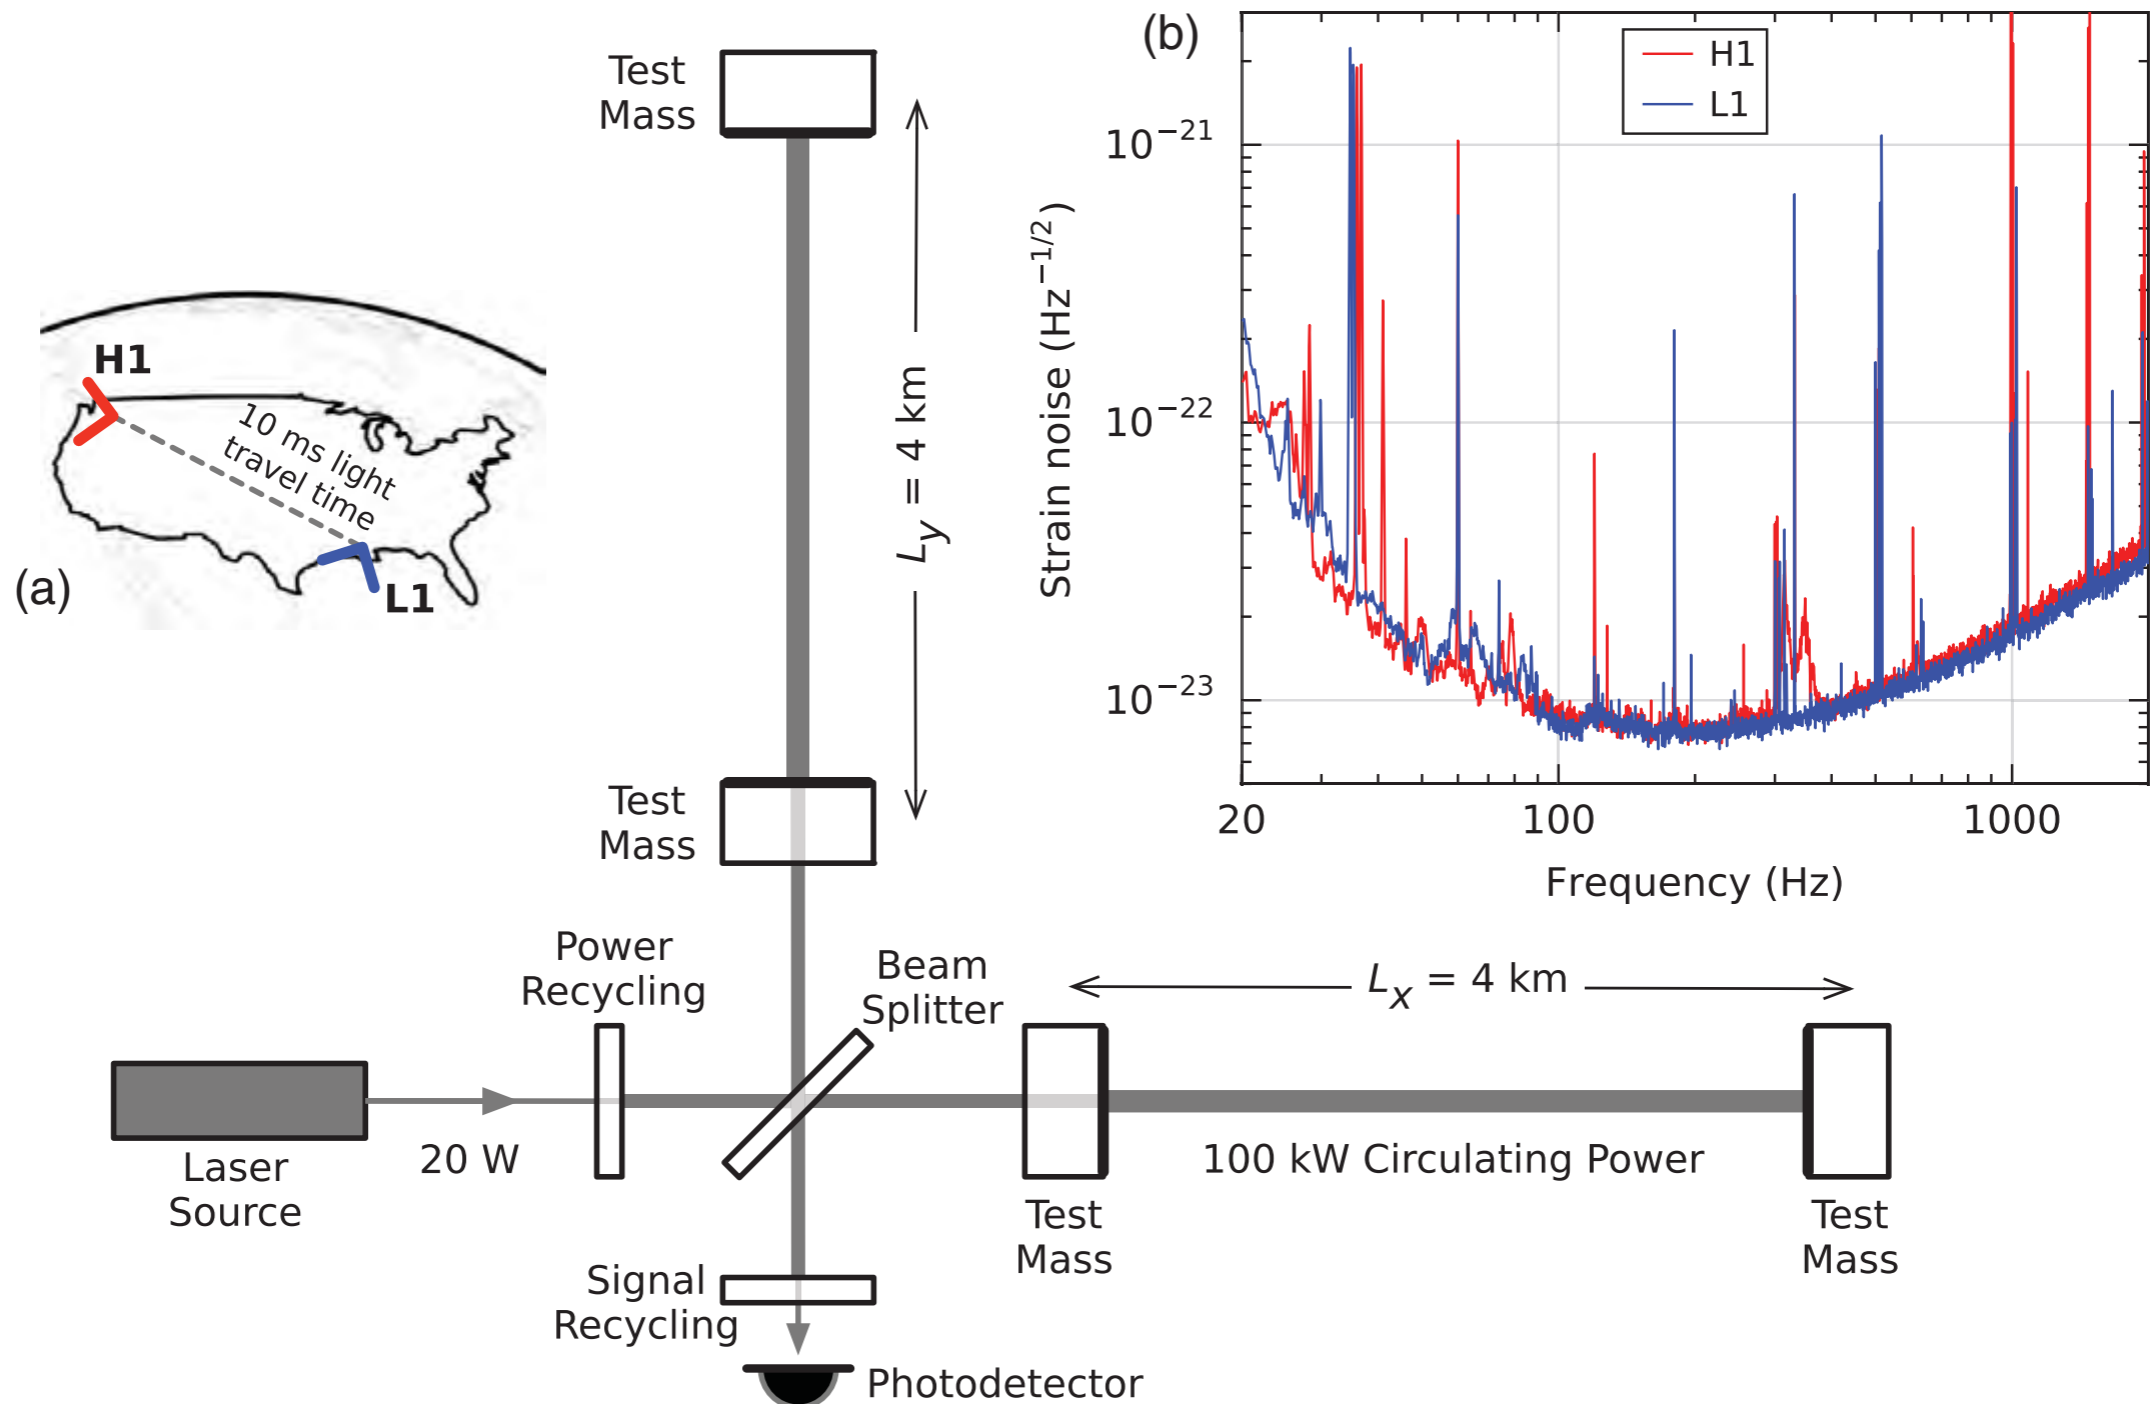 Test
Mass
H1
10 ms light
travel time
L1
(a)
L_y = 4 km
Test
Mass
(b)
H1
L1
10^−21
10^−22
10^−23
Strain noise (Hz^−1/2)
20 100 1000
Frequency (Hz)
Power
Recycling
Beam
Splitter
L_x = 4 km
Laser
Source
20 W
100 kW Circulating Power
Test
Mass
Test
Mass
Signal
Recycling
Photodetector